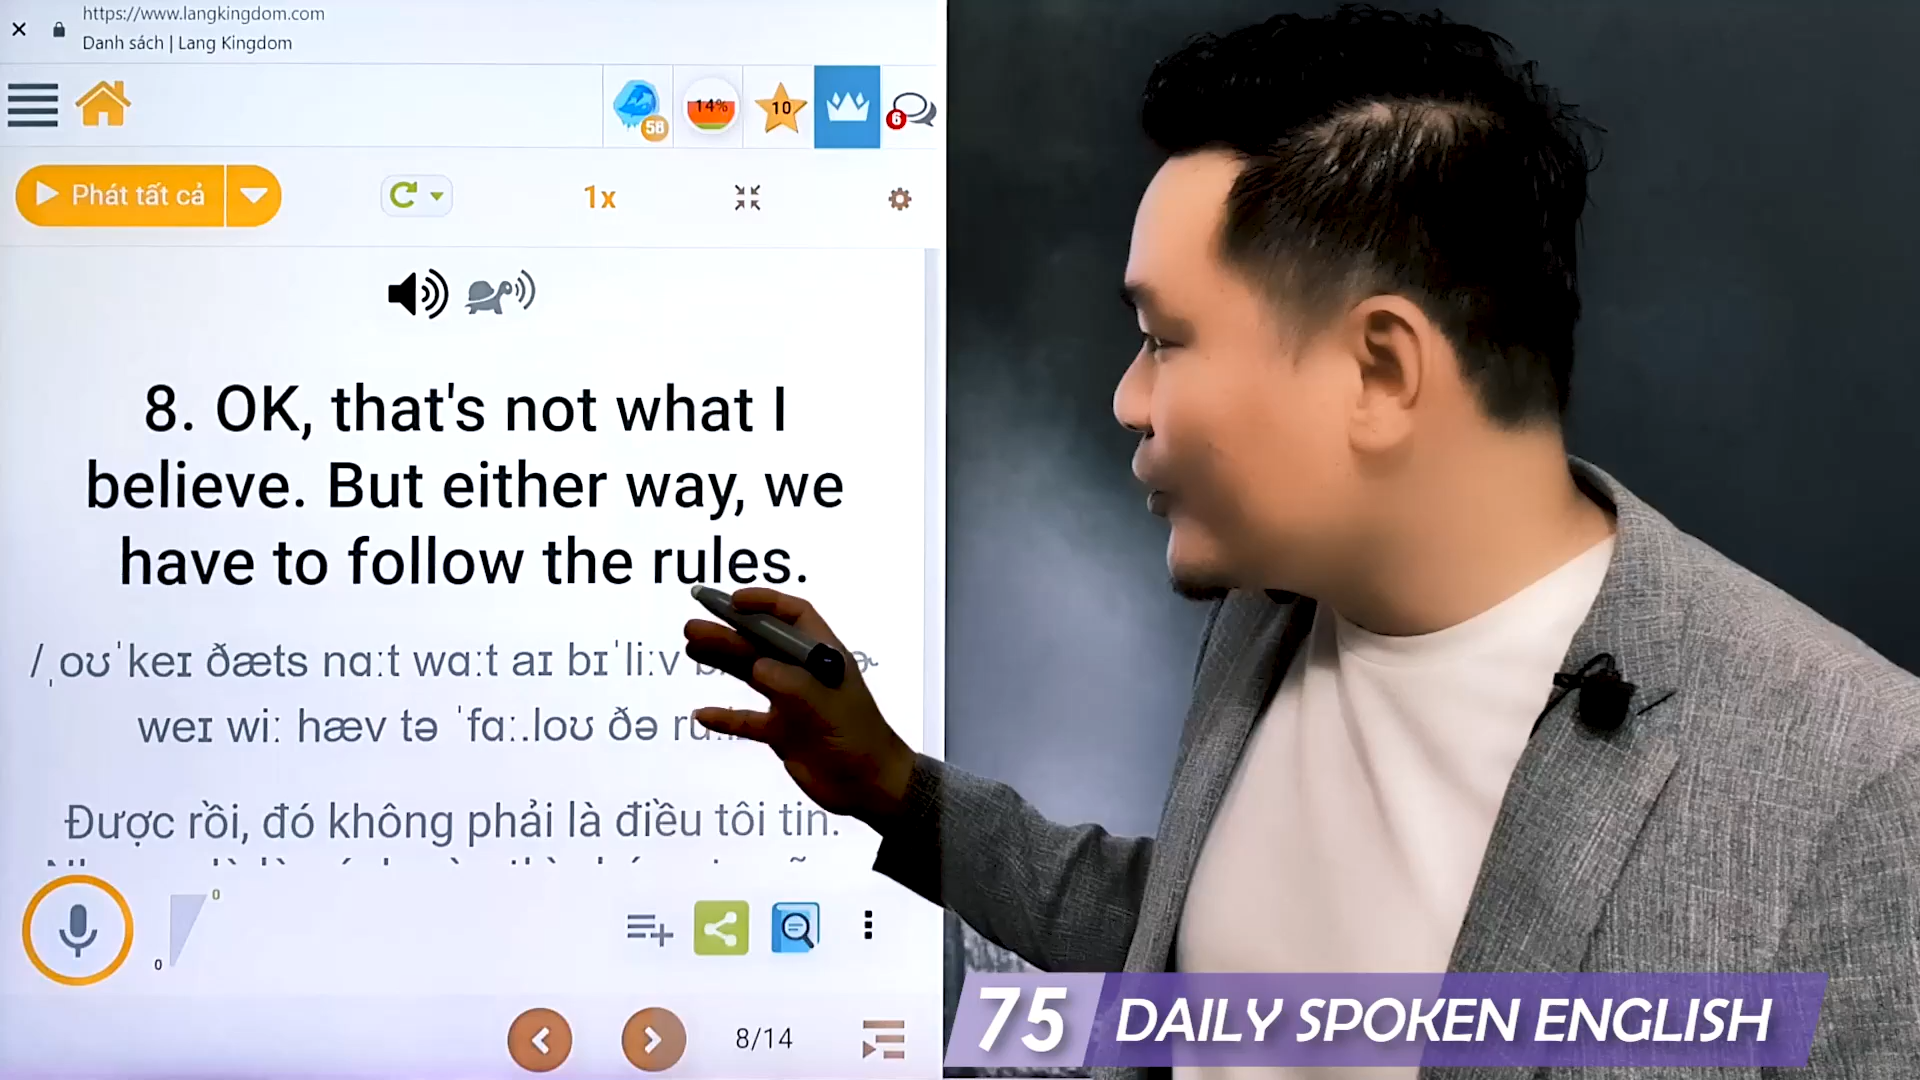 https://www.langkingdom.com
Danh sách | Lang Kingdom
58
14%
10
6
Phát tất cả
1x
8. OK, that's not what I
believe. But either way, we
have to follow the rules.
/ˌoʊˈkeɪ ðæts nɑːt wɑːt aɪ bɪˈliːv
weɪ wiː hæv tə ˈfɑː.loʊ ðə
Được rồi, đó không phải là điều tôi tin.
0
0
8/14
75 DAILY SPOKEN ENGLISH